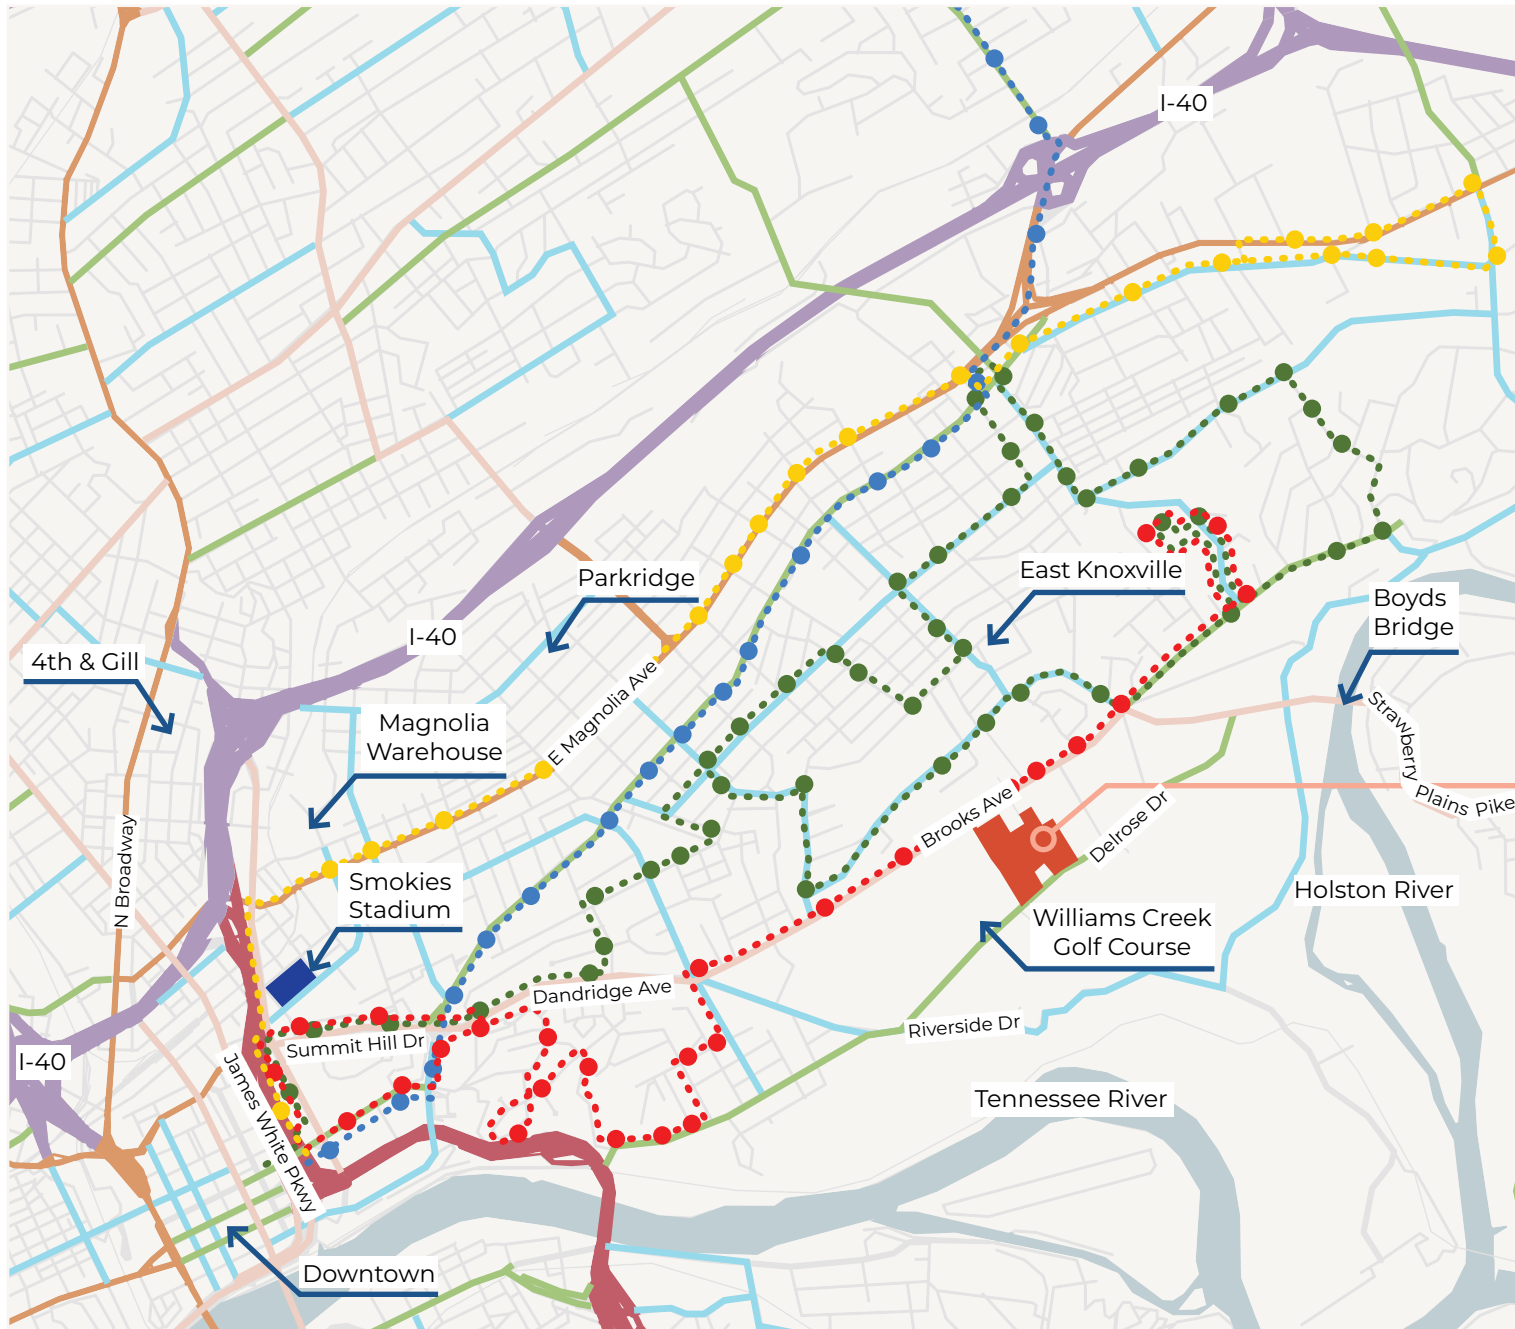 I-40
Parkridge
East Knoxville
Boyds
Bridge
I-40
4th & Gill
Magnolia
Warehouse
E Magnolia Ave
Strawberry
Plains Pike
Brooks Ave
Delrose Dr
N Broadway
Smokies
Stadium
Holston River
Williams Creek
Golf Course
Dandridge Ave
Riverside Dr
Summit Hill Dr
I-40
James White Pkwy
Tennessee River
Downtown